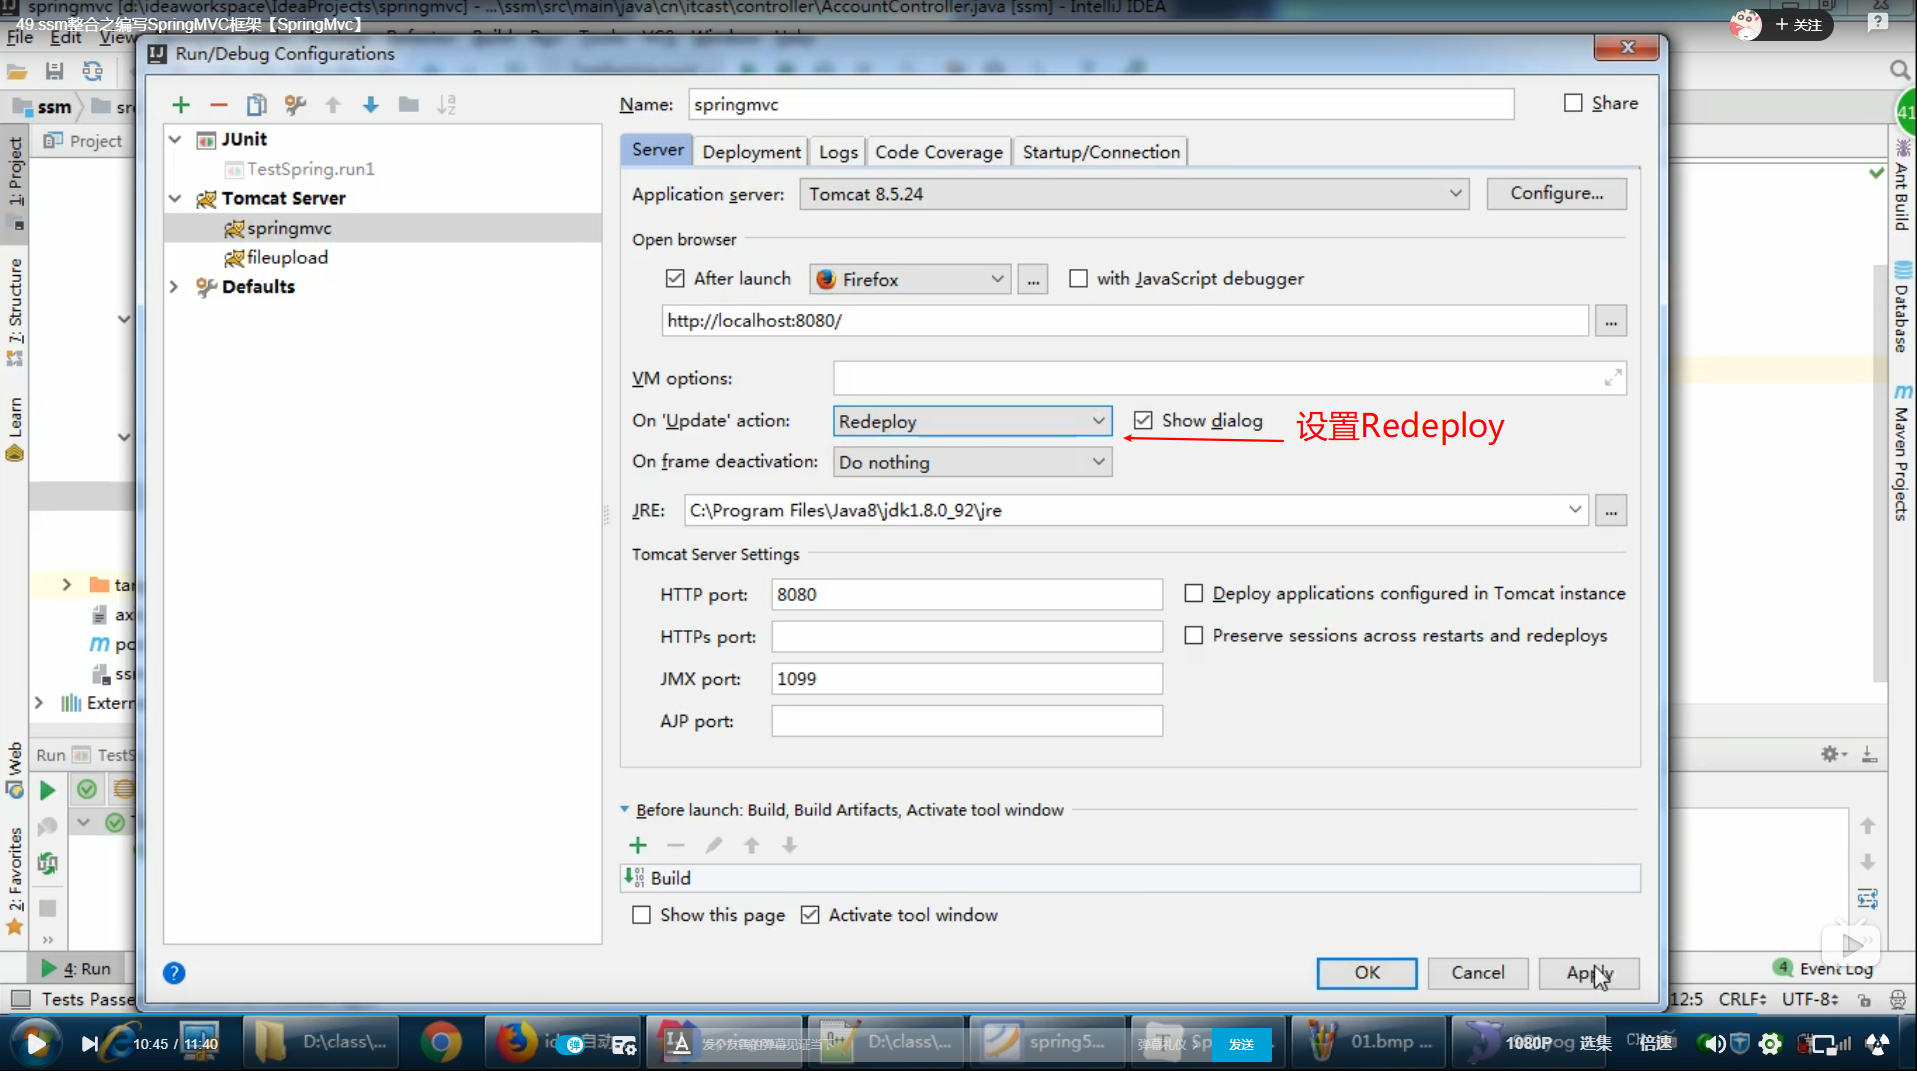 springmvc [d:\ideaworkspace\IdeaProjects\springmvc] - ...\ssm\src\main\java\cn\itcast\controller\AccountController.java [ssm] - IntelliJ IDEA
49.ssm整合之编写SpringMVC框架【SpringMvc】
+ 关注
File Edit View
Run/Debug Configurations
ssm
Project
1: Project
7: Structure
Learn
Web
2: Favorites
JUnit
TestSpring.run1
Tomcat Server
springmvc
fileupload
Defaults
Name: springmvc
Share
Server Deployment Logs Code Coverage Startup/Connection
Application server: Tomcat 8.5.24 Configure...
Open browser
After launch Firefox ... with JavaScript debugger
http://localhost:8080/ ...
VM options:
On 'Update' action: Redeploy Show dialog 设置Redeploy
On frame deactivation: Do nothing
JRE: C:\Program Files\Java8\jdk1.8.0_92\jre ...
Tomcat Server Settings
HTTP port: 8080 Deploy applications configured in Tomcat instance
HTTPs port: Preserve sessions across restarts and redeploys
JMX port: 1099
AJP port:
Before launch: Build, Build Artifacts, Activate tool window
Build
Show this page Activate tool window
OK Cancel Apply
41
Ant Build
Database
Maven Projects
Extern
Run
4: Run
4 Event Log
Tests Passe
12:5 CRLF UTF-8
10:45 / 11:40
D:\class\...
弹
D:\class\...
spring5...
弹幕礼仪 >
发送
01.bmp ...
1080P 选集 倍速